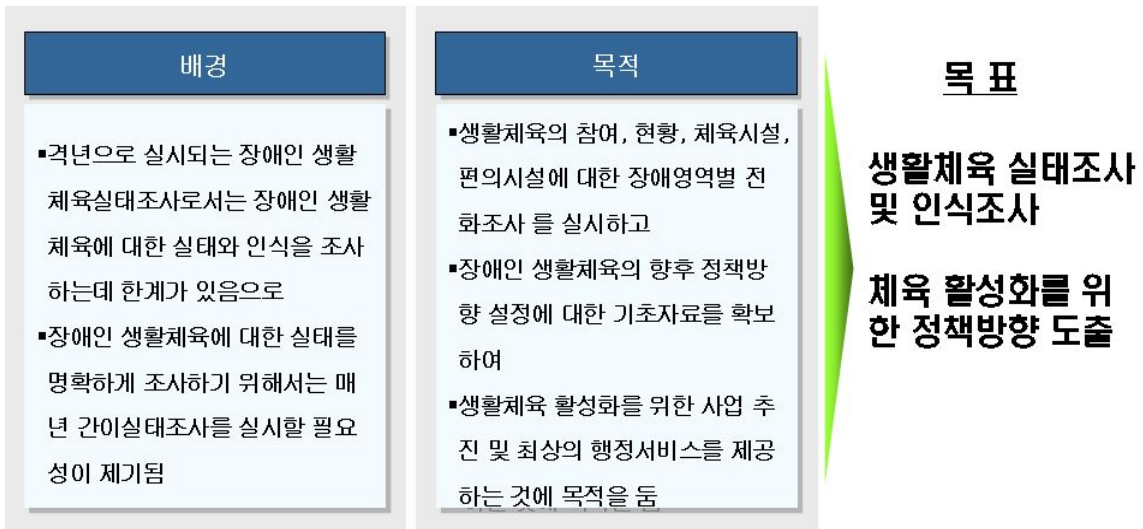 배경
▪격년으로 실시되는 장애인 생활
체육실태조사로서는 장애인 생활
체육에 대한 실태와 인식을 조사
하는데 한계가 있음으로
▪장애인 생활체육에 대한 실태를
명확하게 조사하기 위해서는 매
년 간이실태조사를 실시할 필요
성이 제기됨
목적
▪생활체육의 참여, 현황, 체육시설,
편의시설에 대한 장애영역별 전
화조사 를 실시하고
▪장애인 생활체육의 향후 정책방
향 설정에 대한 기초자료를 확보
하여
▪생활체육 활성화를 위한 사업 추
진 및 최상의 행정서비스를 제공
하는 것에 목적을 둠
목 표
생활체육 실태조사
및 인식조사
체육 활성화를 위
한 정책방향 도출